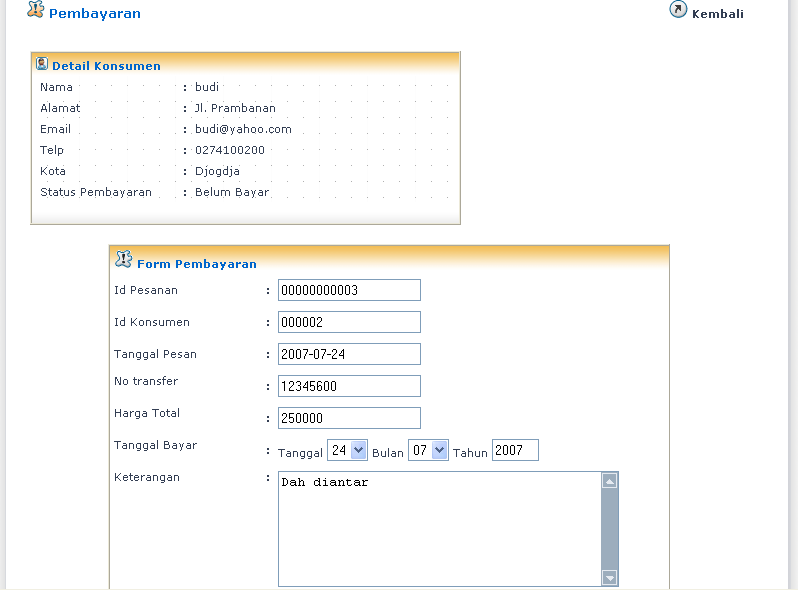 Pembayaran
Kembali
Detail Konsumen
Nama : budi
Alamat : Jl. Prambanan
Email : budi@yahoo.com
Telp : 0274100200
Kota : Djogdja
Status Pembayaran : Belum Bayar
Form Pembayaran
Id Pesanan : 00000000003
Id Konsumen : 000002
Tanggal Pesan : 2007-07-24
No transfer : 12345600
Harga Total : 250000
Tanggal Bayar : Tanggal 24 Bulan 07 Tahun 2007
Keterangan : Dah diantar